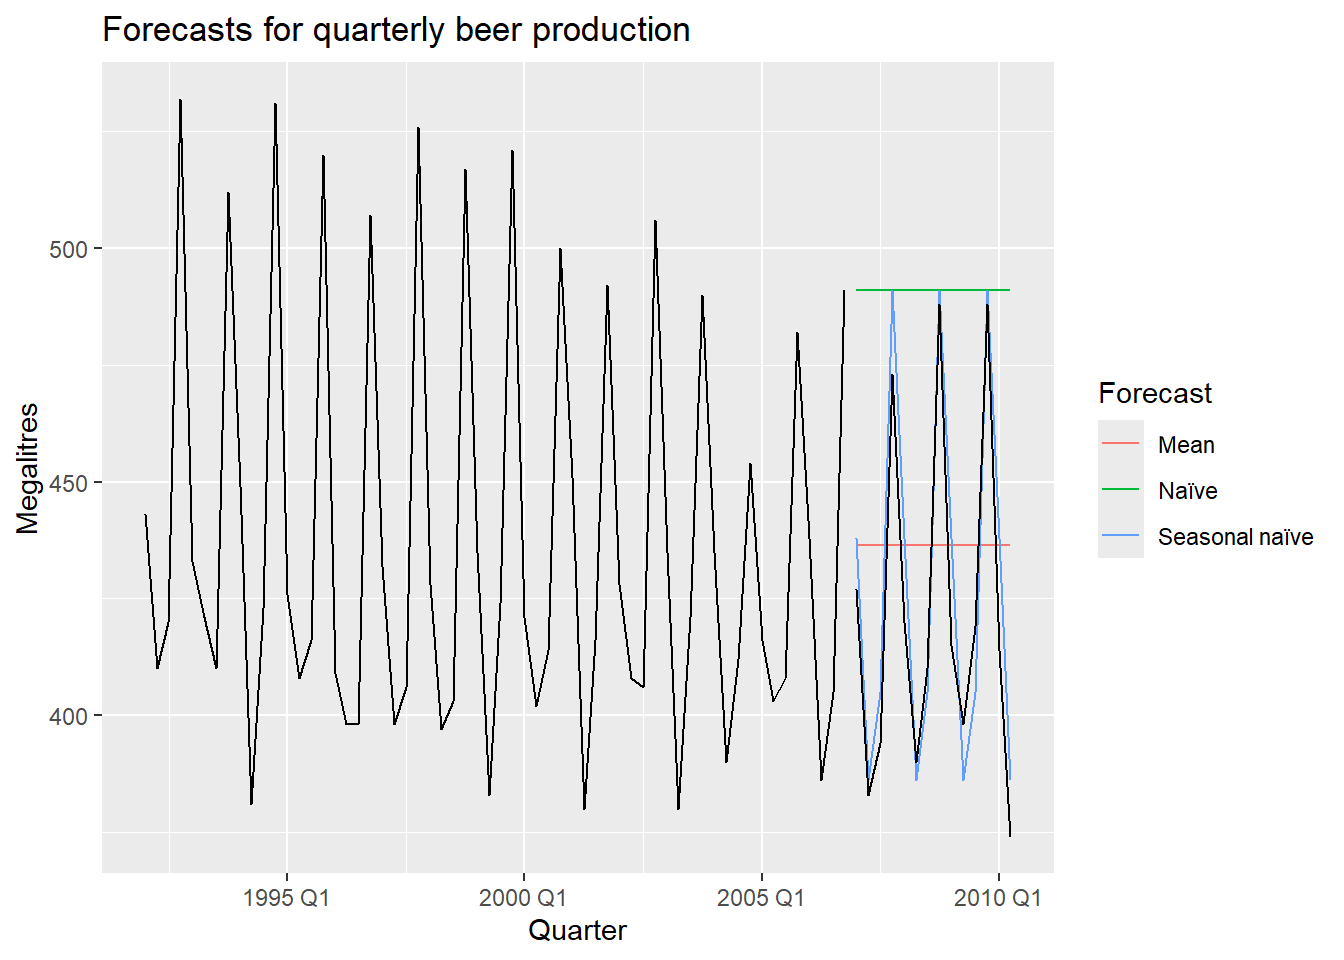 Forecasts for quarterly beer production
Megalitres
500
450
400
1995 Q1
2000 Q1
2005 Q1
2010 Q1
Quarter
Forecast
Mean
Naïve
Seasonal naïve